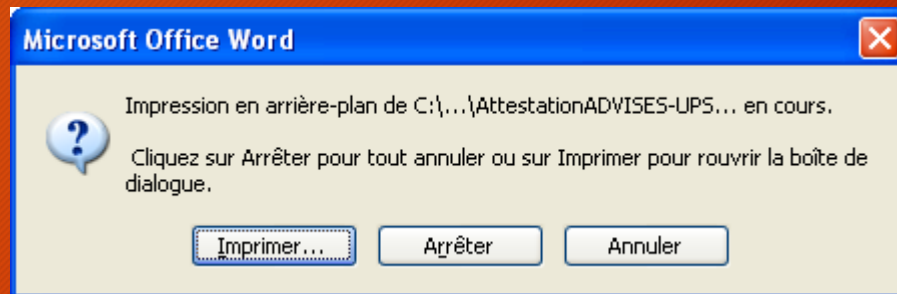 Microsoft Office Word
Impression en arrière-plan de C:\...\AttestationADVISES-UPS... en cours.
Cliquez sur Arrêter pour tout annuler ou sur Imprimer pour rouvrir la boîte de
dialogue.
Imprimer... Arrêter Annuler